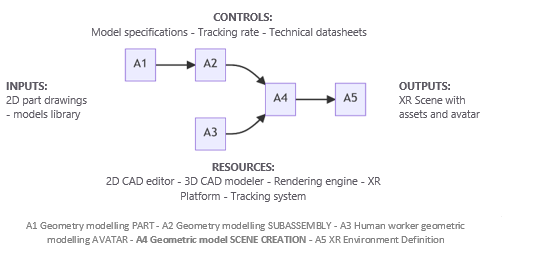 CONTROLS:
Model specifications - Tracking rate - Technical datasheets
A1
A2
INPUTS:
2D part drawings
- models library
A4
A5
OUTPUTS:
XR Scene with
assets and avatar
A3
RESOURCES:
2D CAD editor - 3D CAD modeler - Rendering engine - XR
Platform - Tracking system
A1 Geometry modelling PART - A2 Geometry modelling SUBASSEMBLY - A3 Human worker geometric
modelling AVATAR - A4 Geometric model SCENE CREATION - A5 XR Environment Definition